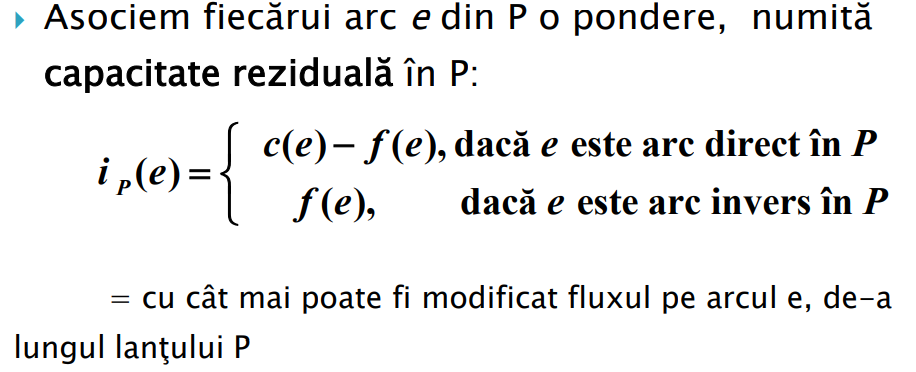 Asociem fiecărui arc e din P o pondere, numită
capacitate reziduală în P:
i_P(e) = { c(e) − f(e), dacă e este arc direct în P
f(e), dacă e este arc invers în P
= cu cât mai poate fi modificat fluxul pe arcul e, de-a
lungul lanţului P